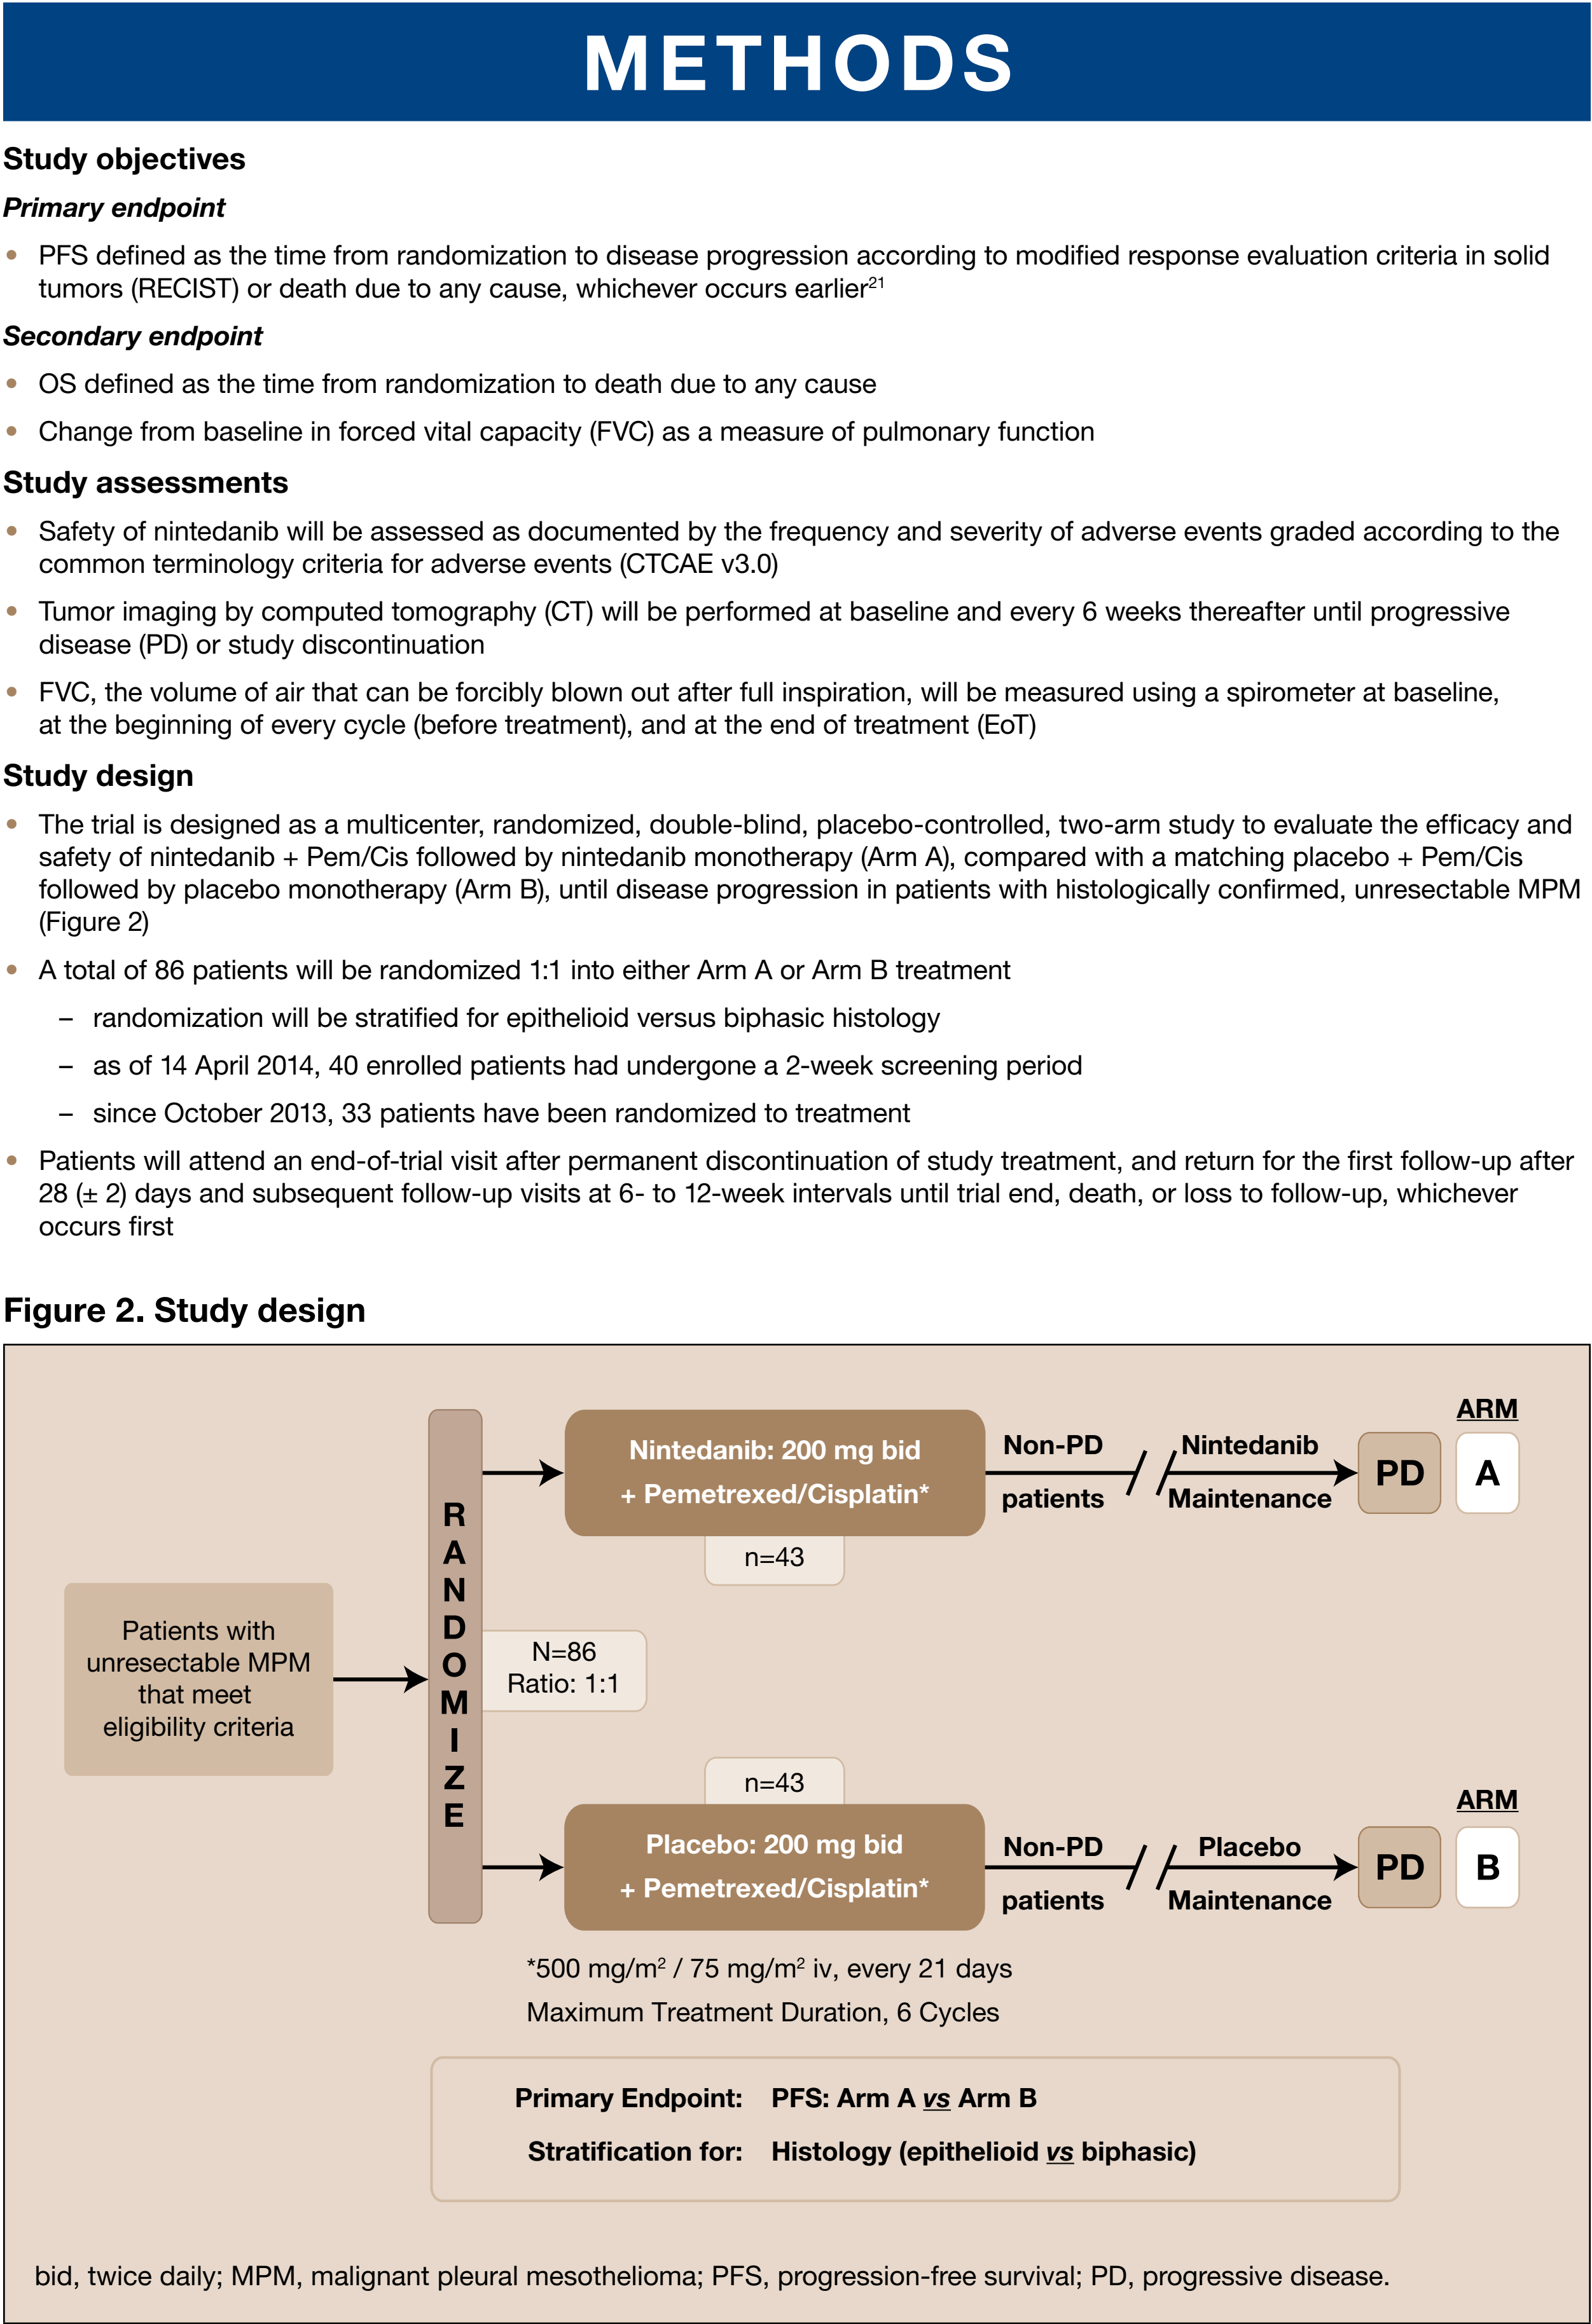 METHODS
Study objectives
Primary endpoint
• PFS defined as the time from randomization to disease progression according to modified response evaluation criteria in solid
tumors (RECIST) or death due to any cause, whichever occurs earlier21
Secondary endpoint
• OS defined as the time from randomization to death due to any cause
• Change from baseline in forced vital capacity (FVC) as a measure of pulmonary function
Study assessments
• Safety of nintedanib will be assessed as documented by the frequency and severity of adverse events graded according to the
common terminology criteria for adverse events (CTCAE v3.0)
• Tumor imaging by computed tomography (CT) will be performed at baseline and every 6 weeks thereafter until progressive
disease (PD) or study discontinuation
• FVC, the volume of air that can be forcibly blown out after full inspiration, will be measured using a spirometer at baseline,
at the beginning of every cycle (before treatment), and at the end of treatment (EoT)
Study design
• The trial is designed as a multicenter, randomized, double-blind, placebo-controlled, two-arm study to evaluate the efficacy and
safety of nintedanib + Pem/Cis followed by nintedanib monotherapy (Arm A), compared with a matching placebo + Pem/Cis
followed by placebo monotherapy (Arm B), until disease progression in patients with histologically confirmed, unresectable MPM
(Figure 2)
• A total of 86 patients will be randomized 1:1 into either Arm A or Arm B treatment
– randomization will be stratified for epithelioid versus biphasic histology
– as of 14 April 2014, 40 enrolled patients had undergone a 2-week screening period
– since October 2013, 33 patients have been randomized to treatment
• Patients will attend an end-of-trial visit after permanent discontinuation of study treatment, and return for the first follow-up after
28 (± 2) days and subsequent follow-up visits at 6- to 12-week intervals until trial end, death, or loss to follow-up, whichever
occurs first
Figure 2. Study design
Patients with
unresectable MPM
that meet
eligibility criteria
RANDOMIZE
N=86
Ratio: 1:1
Nintedanib: 200 mg bid
+ Pemetrexed/Cisplatin*
n=43
Non-PD
patients
Nintedanib
Maintenance
PD
ARM
A
n=43
Placebo: 200 mg bid
+ Pemetrexed/Cisplatin*
Non-PD
patients
Placebo
Maintenance
PD
ARM
B
*500 mg/m2 / 75 mg/m2 iv, every 21 days
Maximum Treatment Duration, 6 Cycles
Primary Endpoint: PFS: Arm A vs Arm B
Stratification for: Histology (epithelioid vs biphasic)
bid, twice daily; MPM, malignant pleural mesothelioma; PFS, progression-free survival; PD, progressive disease.